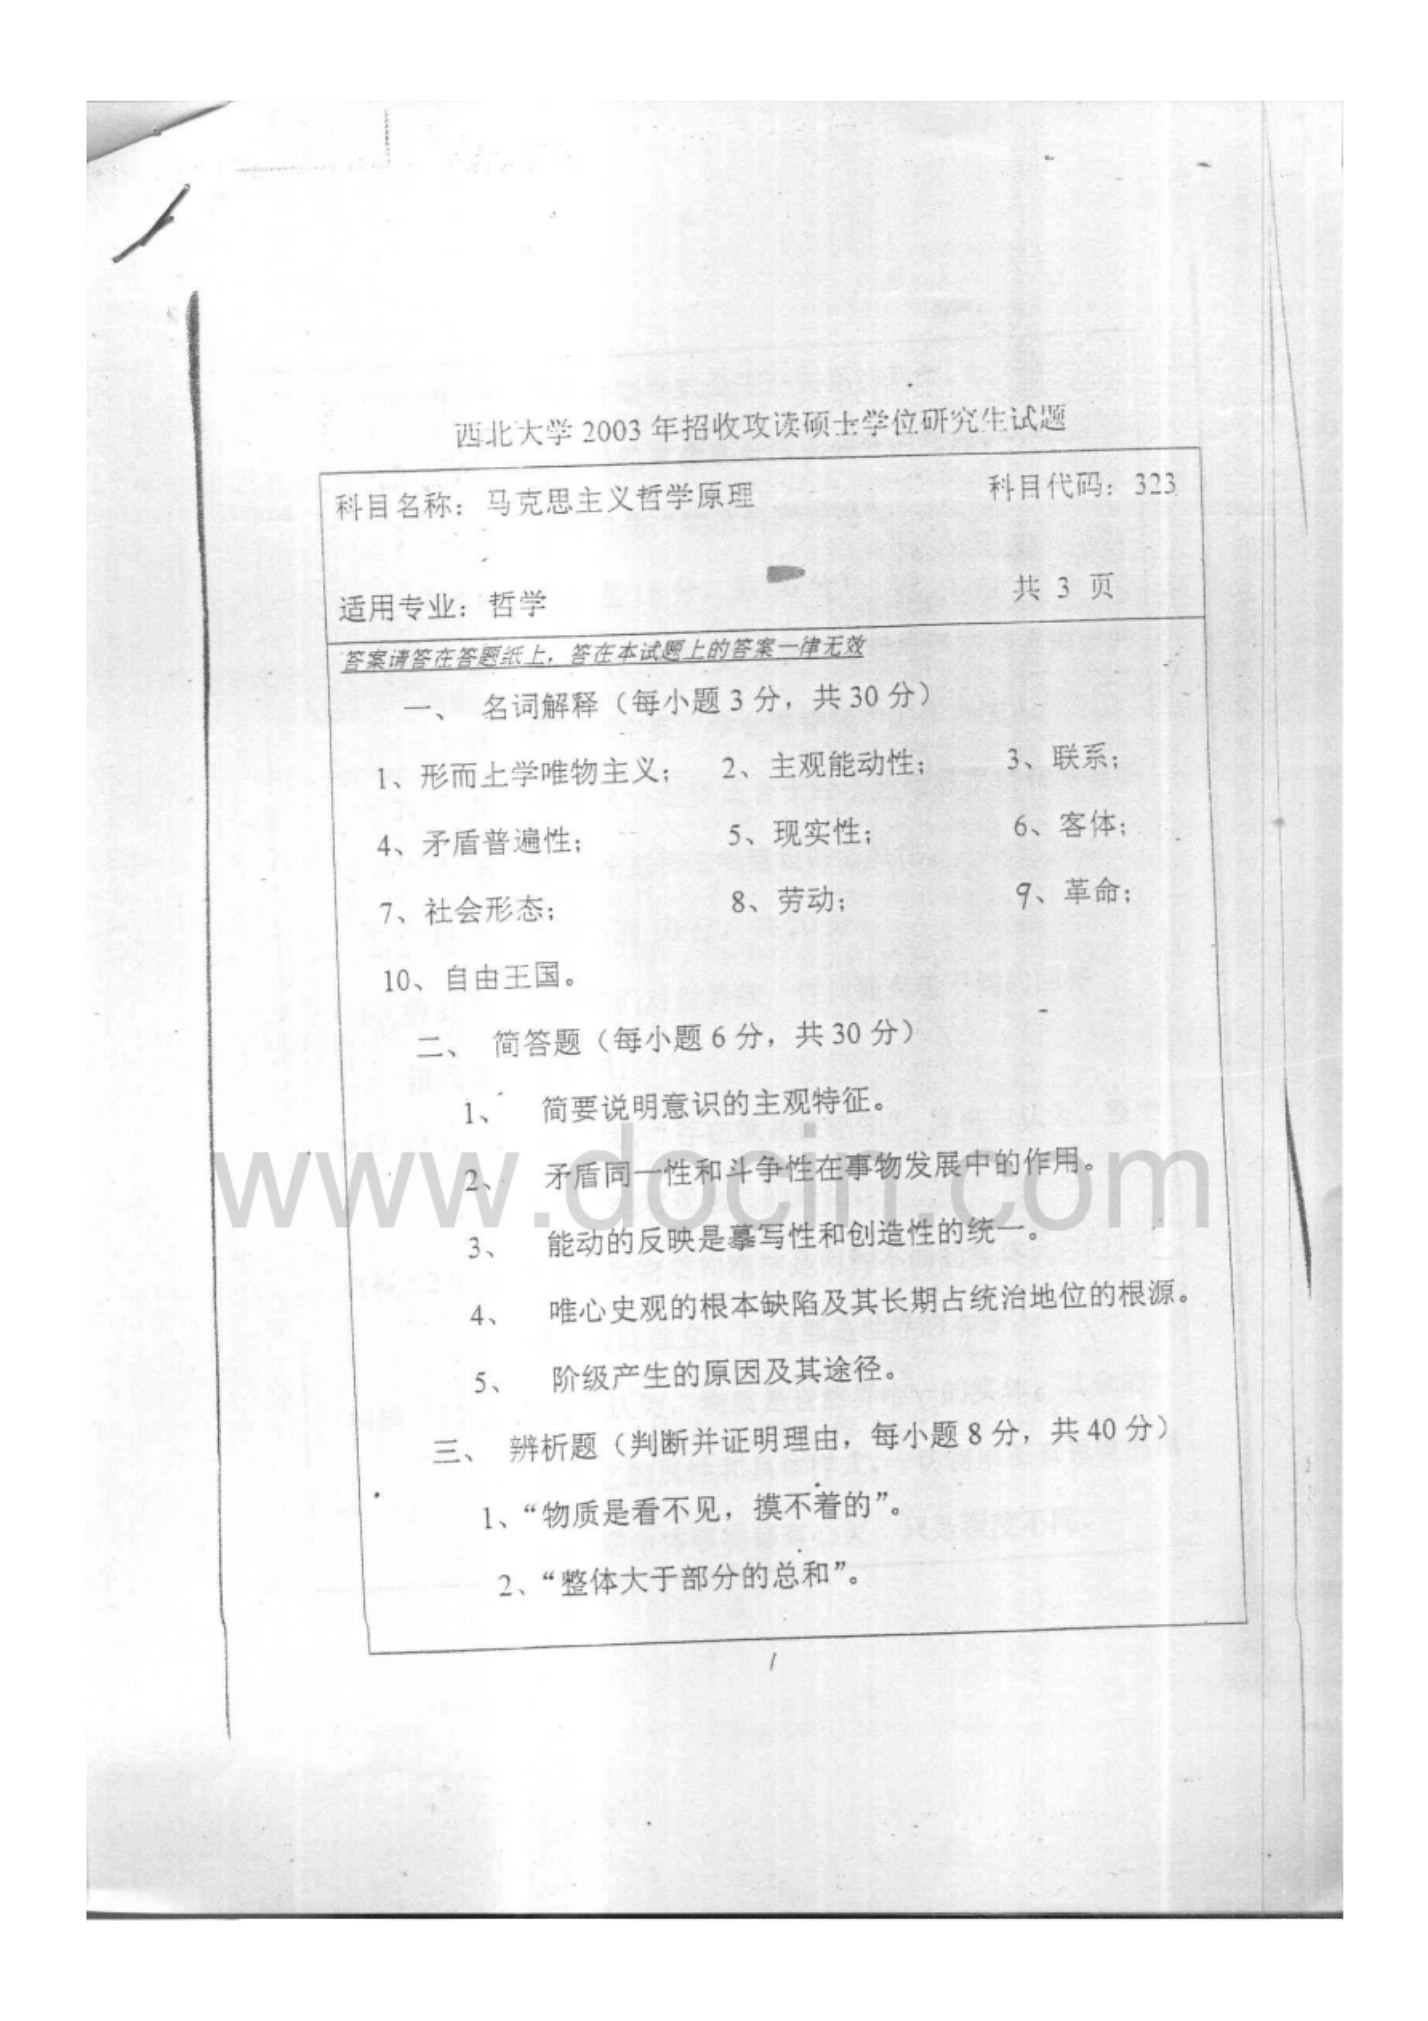 西北大学 2003 年招收攻读硕士学位研究生试题
科目名称：马克思主义哲学原理 科目代码：323
适用专业：哲学 共 3 页
答案请答在答题纸上，答在本试题上的答案一律无效
一、 名词解释（每小题 3 分，共 30 分）
1、形而上学唯物主义； 2、主观能动性； 3、联系；
4、矛盾普遍性； 5、现实性； 6、客体；
7、社会形态； 8、劳动； 9、革命；
10、自由王国。
二、 简答题（每小题 6 分，共 30 分）
1、 简要说明意识的主观特征。
2、 矛盾同一性和斗争性在事物发展中的作用。
www.docin.com
3、 能动的反映是摹写性和创造性的统一。
4、 唯心史观的根本缺陷及其长期占统治地位的根源。
5、 阶级产生的原因及其途径。
三、 辨析题（判断并证明理由，每小题 8 分，共 40 分）
1、“物质是看不见，摸不着的”。
2、“整体大于部分的总和”。
1